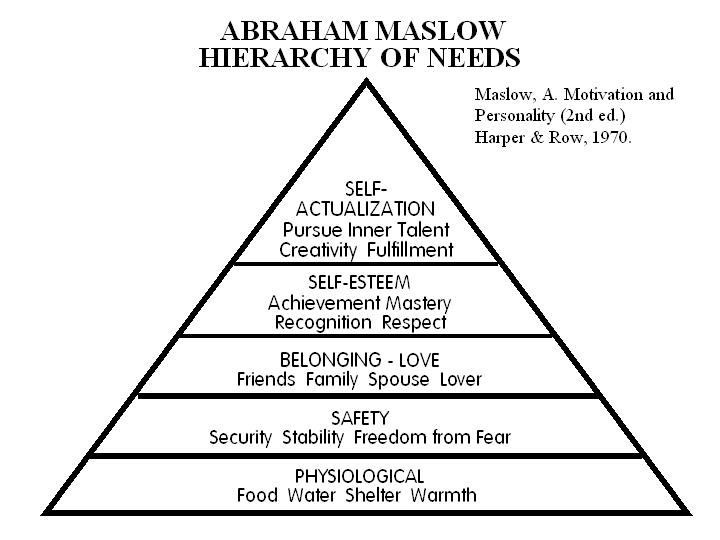 ABRAHAM MASLOW
HIERARCHY OF NEEDS
Maslow, A. Motivation and
Personality (2nd ed.)
Harper & Row, 1970.
SELF-
ACTUALIZATION
Pursue Inner Talent
Creativity Fulfillment
SELF-ESTEEM
Achievement Mastery
Recognition Respect
BELONGING - LOVE
Friends Family Spouse Lover
SAFETY
Security Stability Freedom from Fear
PHYSIOLOGICAL
Food Water Shelter Warmth